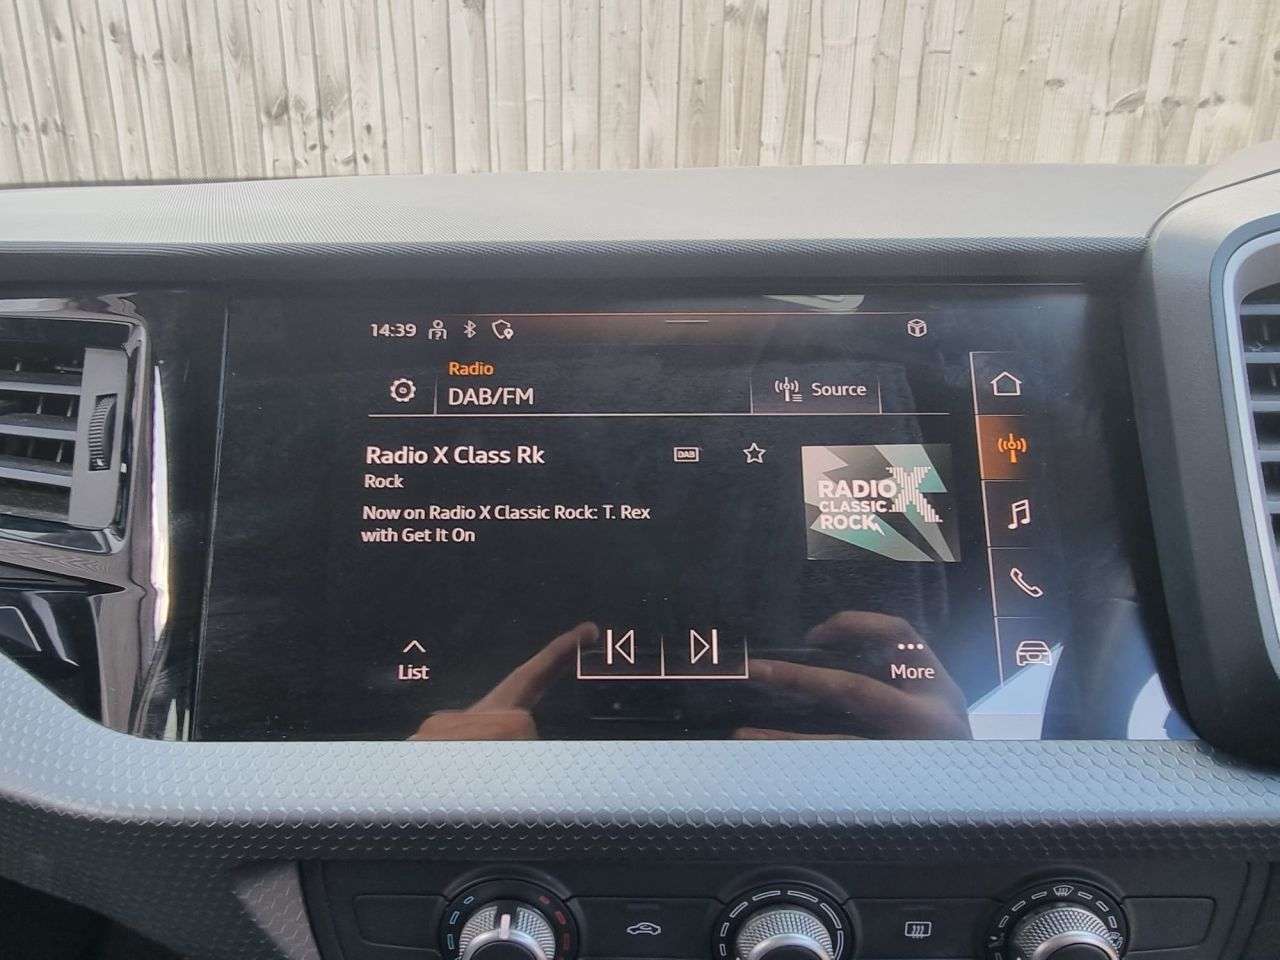 14:39
Radio
DAB/FM
Source
Radio X Class Rk
DAB
Rock
Now on Radio X Classic Rock: T. Rex
with Get It On
RADIO X
CLASSIC
ROCK
List
More